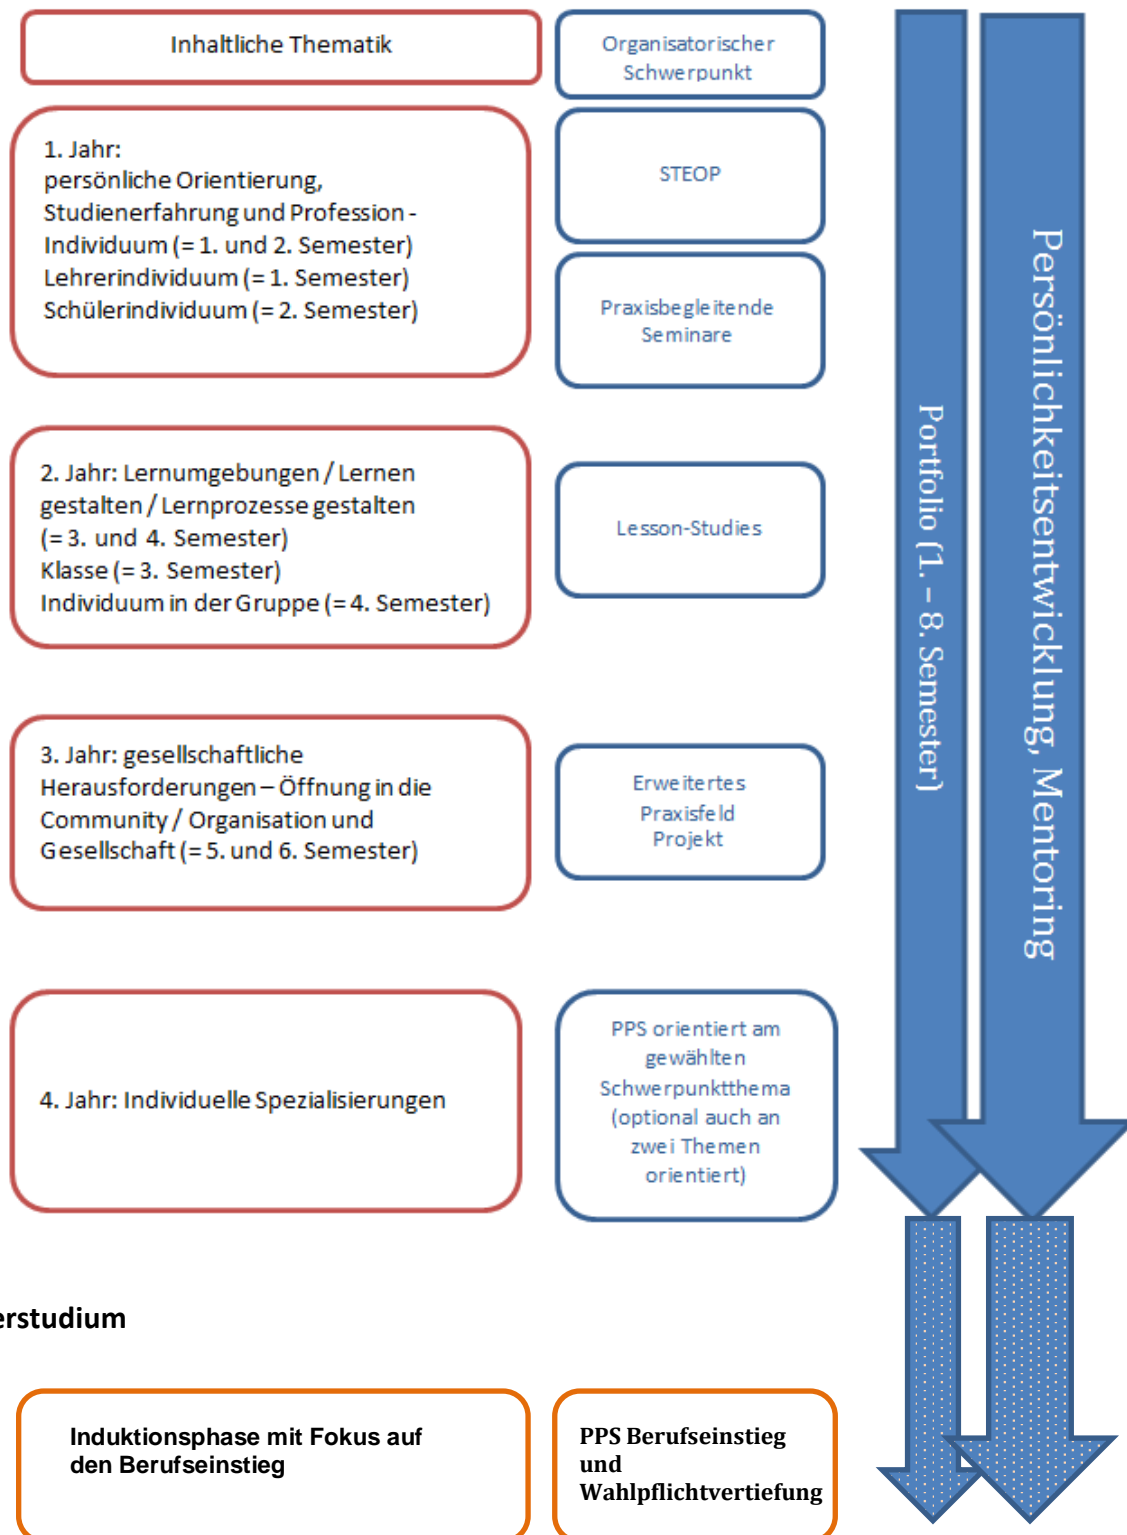 Inhaltliche Thematik
Organisatorischer
Schwerpunkt
1. Jahr:
persönliche Orientierung,
Studienerfahrung und Profession -
Individuum (= 1. und 2. Semester)
Lehrerindividuum (= 1. Semester)
Schülerindividuum (= 2. Semester)
STEOP
Praxisbegleitende
Seminare
2. Jahr: Lernumgebungen / Lernen
gestalten / Lernprozesse gestalten
(= 3. und 4. Semester)
Klasse (= 3. Semester)
Individuum in der Gruppe (= 4. Semester)
Lesson-Studies
3. Jahr: gesellschaftliche
Herausforderungen – Öffnung in die
Community / Organisation und
Gesellschaft (= 5. und 6. Semester)
Erweitertes
Praxisfeld
Projekt
4. Jahr: Individuelle Spezialisierungen
PPS orientiert am
gewählten
Schwerpunktthema
(optional auch an
zwei Themen
orientiert)
Portfolio (1. – 8. Semester)
Persönlichkeitsentwicklung, Mentoring
erstudium
Induktionsphase mit Fokus auf
den Berufseinstieg
PPS Berufseinstieg
und
Wahlpflichtvertiefung